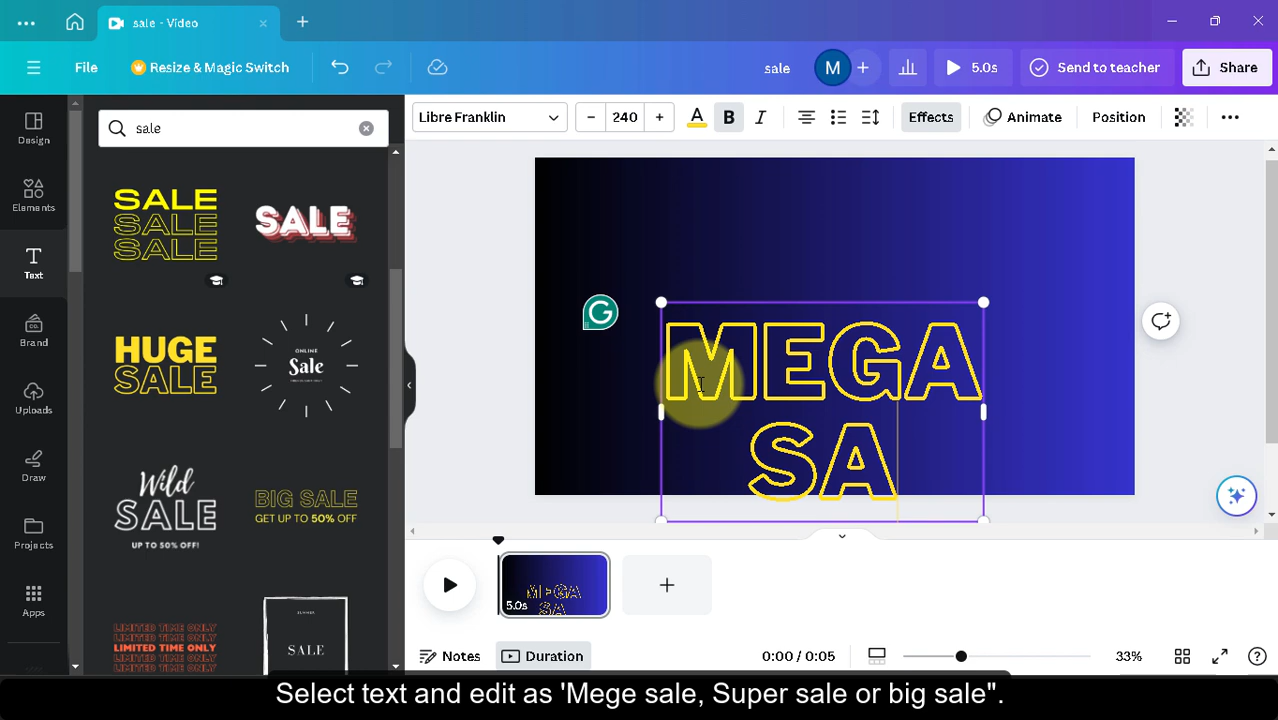 sale - Video
File
Resize & Magic Switch
sale
M
5.0s
Send to teacher
Share
Design
Elements
Text
Brand
Uploads
Draw
Projects
Apps
sale
SALE
SALE
SALE
SALE
HUGE
SALE
ONLINE
Sale
Wild
SALE
UP TO 50% OFF!
BIG SALE
GET UP TO 50% OFF
LIMITED TIME ONLY
LIMITED TIME ONLY
LIMITED TIME ONLY
LIMITED TIME ONLY
SUMMER
SALE
Libre Franklin
240
A
B
I
Effects
Animate
Position
G
MEGA
SA
MEGA
SA
5.0s
Notes
Duration
0:00 / 0:05
33%
Select text and edit as 'Mege sale, Super sale or big sale".